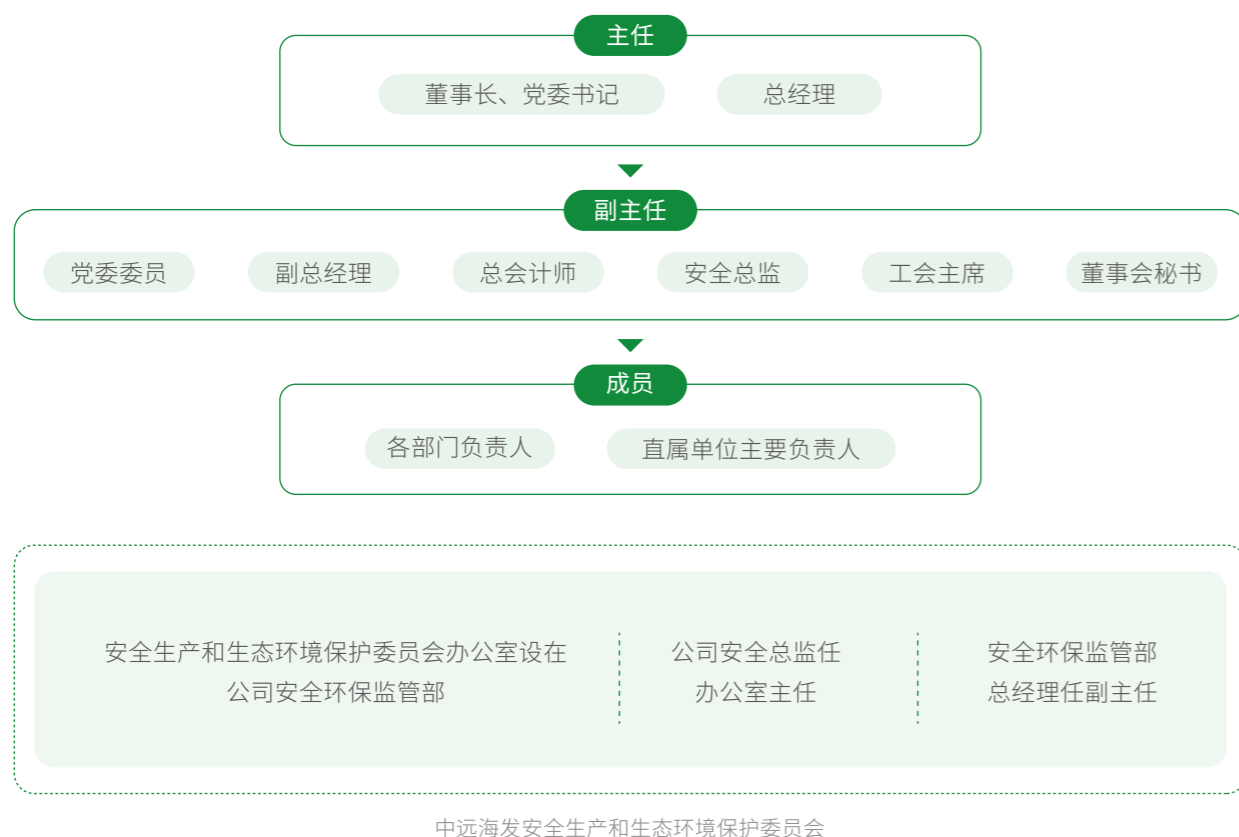 主任
董事长、党委书记
总经理
副主任
党委委员
副总经理
总会计师
安全总监
工会主席
董事会秘书
成员
各部门负责人
直属单位主要负责人
安全生产和生态环境保护委员会办公室设在
公司安全环保监管部
公司安全总监任
办公室主任
安全环保监管部
总经理任副主任
中远海发安全生产和生态环境保护委员会